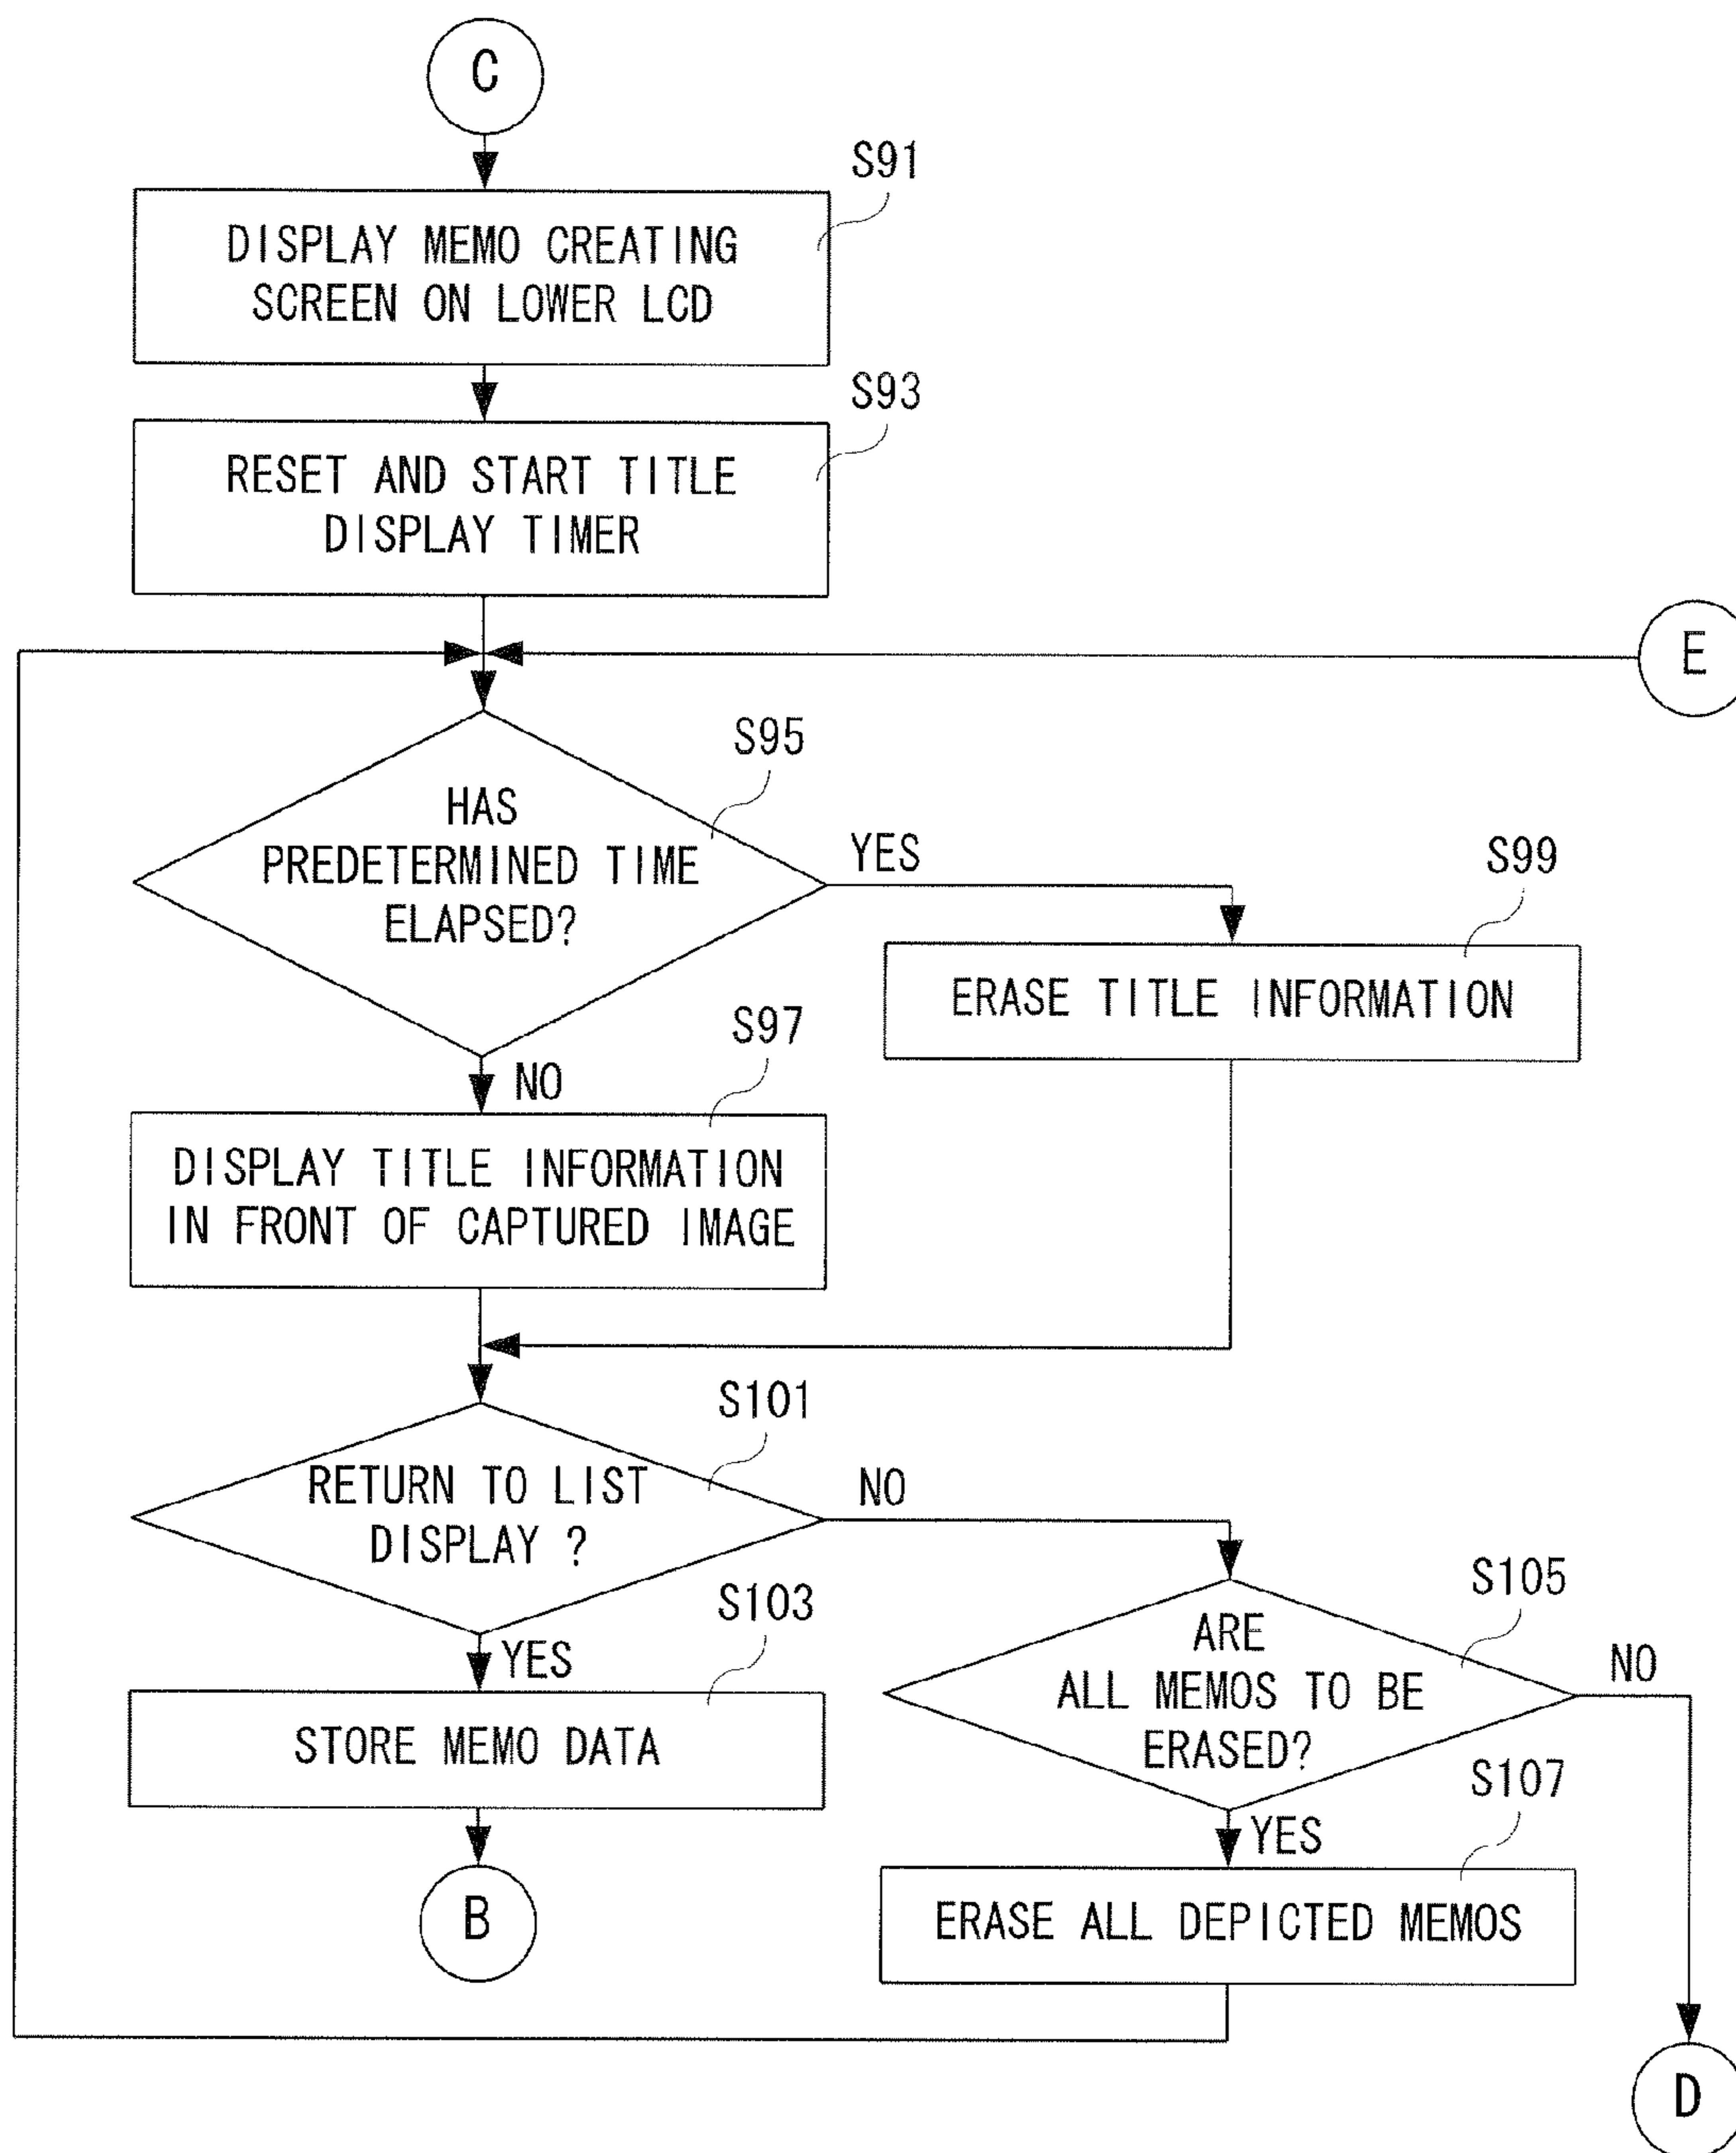 C
S91
DISPLAY MEMO CREATING
SCREEN ON LOWER LCD
S93
RESET AND START TITLE
DISPLAY TIMER
E
S95
HAS
PREDETERMINED TIME
ELAPSED?
YES
S99
ERASE TITLE INFORMATION
NO
S97
DISPLAY TITLE INFORMATION
IN FRONT OF CAPTURED IMAGE
S101
RETURN TO LIST
DISPLAY ?
NO
YES
S103
STORE MEMO DATA
B
S105
ARE
ALL MEMOS TO BE
ERASED?
NO
YES
S107
ERASE ALL DEPICTED MEMOS
D